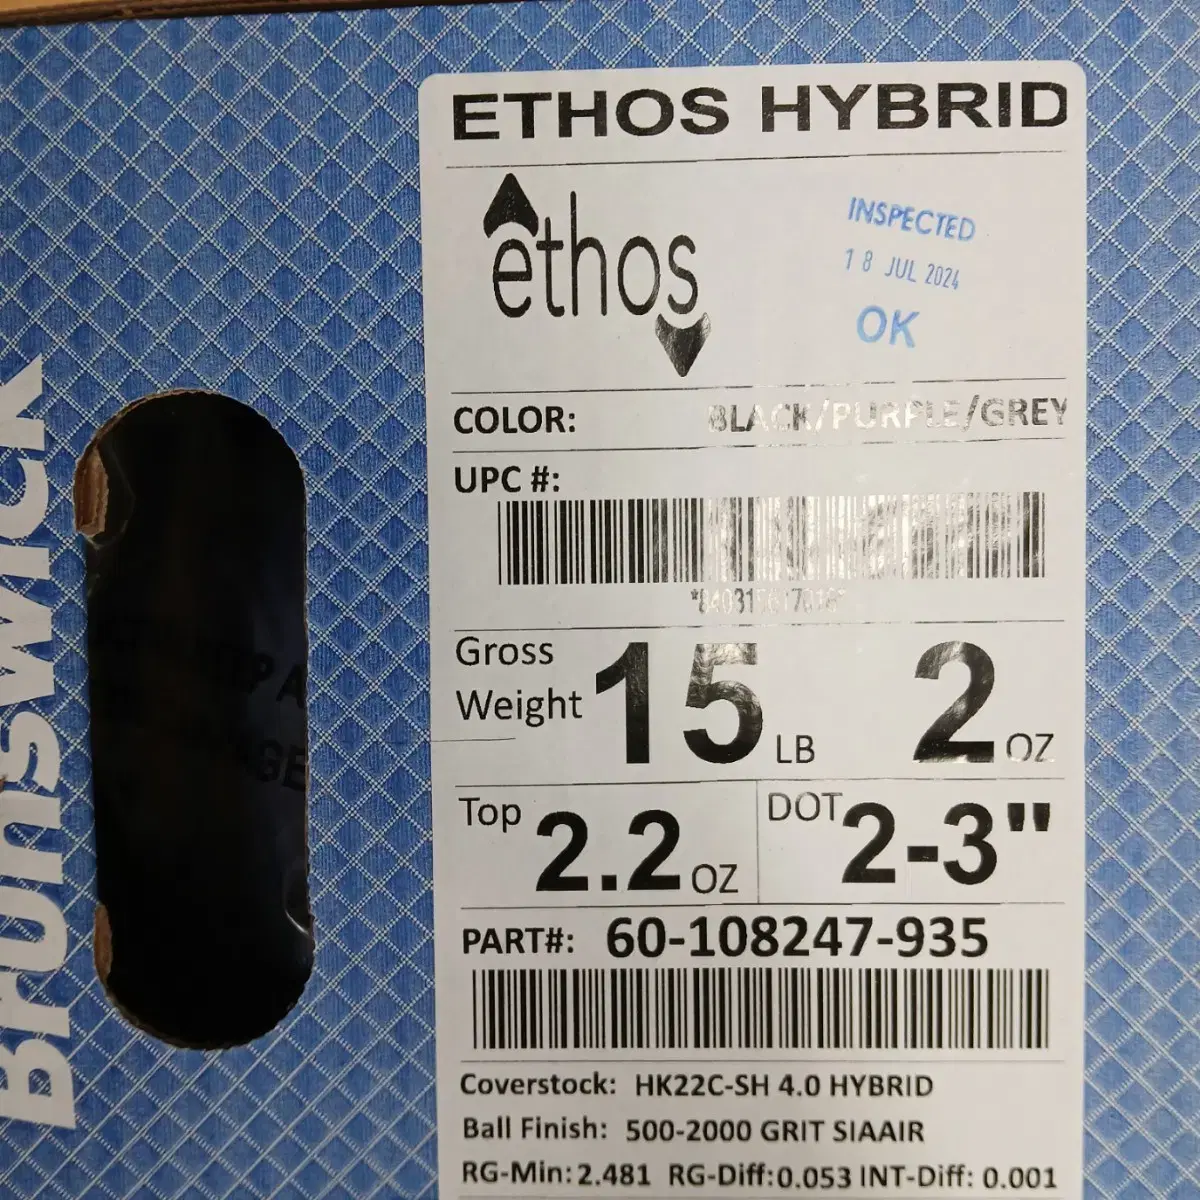 ETHOS HYBRID
ethos
INSPECTED
18 JUL 2024
OK
COLOR: BLACK/PURPLE/GREY
UPC #:
Gross Weight 15 LB 2 OZ
Top 2.2 OZ DOT 2-3"
PART#: 60-108247-935
Coverstock: HK22C-SH 4.0 HYBRID
Ball Finish: 500-2000 GRIT SIAAIR
RG-Min: 2.481 RG-Diff: 0.053 INT-Diff: 0.001
Brunswick